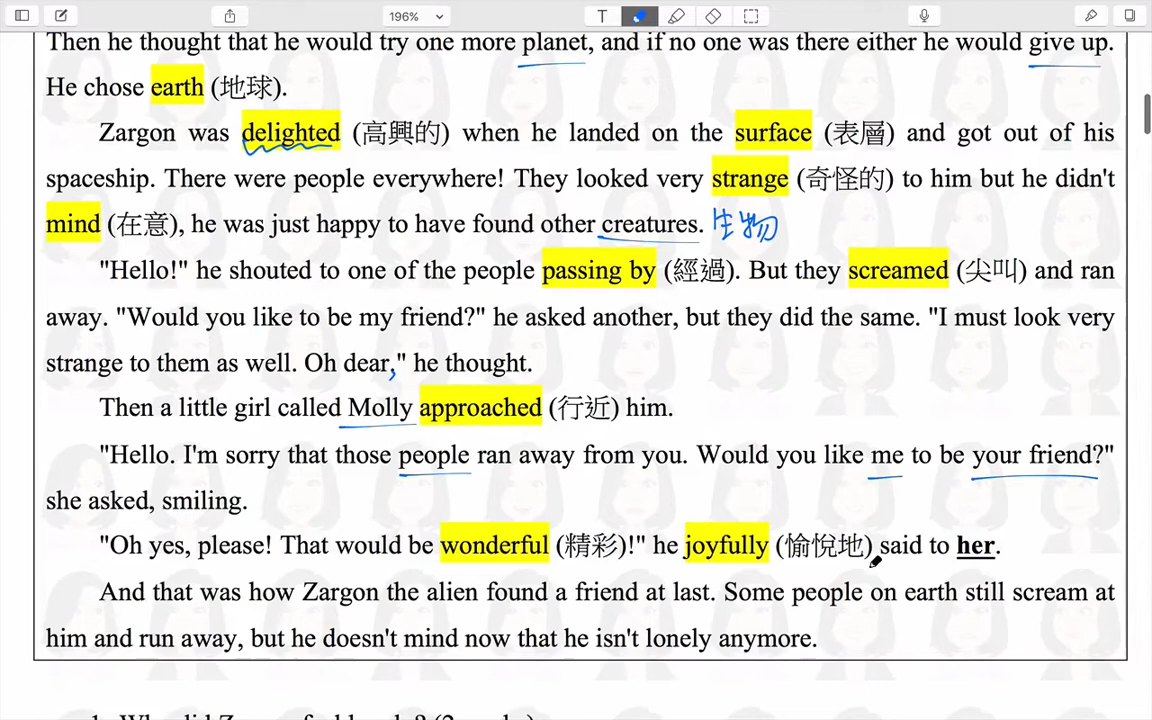 196%
T
Then he thought that he would try one more planet, and if no one was there either he would give up.
He chose earth (地球).
Zargon was delighted (高興的) when he landed on the surface (表層) and got out of his
spaceship. There were people everywhere! They looked very strange (奇怪的) to him but he didn't
mind (在意), he was just happy to have found other creatures. 生物
"Hello!" he shouted to one of the people passing by (經過). But they screamed (尖叫) and ran
away. "Would you like to be my friend?" he asked another, but they did the same. "I must look very
strange to them as well. Oh dear," he thought.
Then a little girl called Molly approached (行近) him.
"Hello. I'm sorry that those people ran away from you. Would you like me to be your friend?"
she asked, smiling.
"Oh yes, please! That would be wonderful (精彩)!" he joyfully (愉悅地) said to her.
And that was how Zargon the alien found a friend at last. Some people on earth still scream at
him and run away, but he doesn't mind now that he isn't lonely anymore.